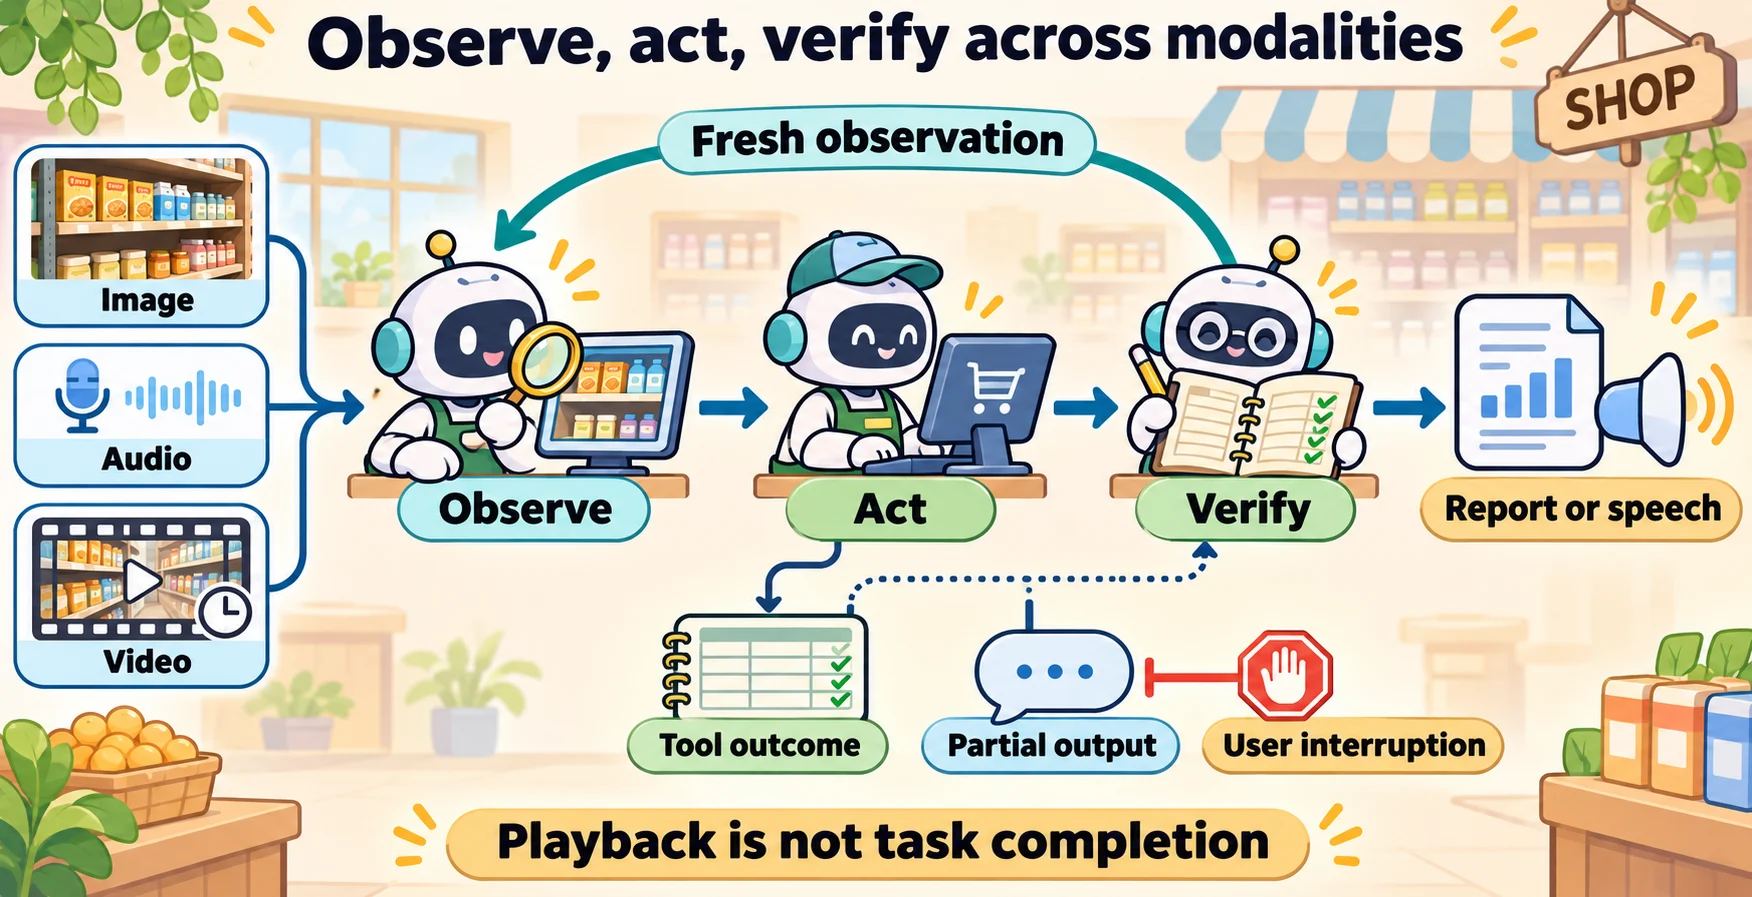 Observe, act, verify across modalities
SHOP
Fresh observation
Image
Audio
Video
Observe
Act
Verify
Report or speech
Tool outcome
Partial output
User interruption
Playback is not task completion